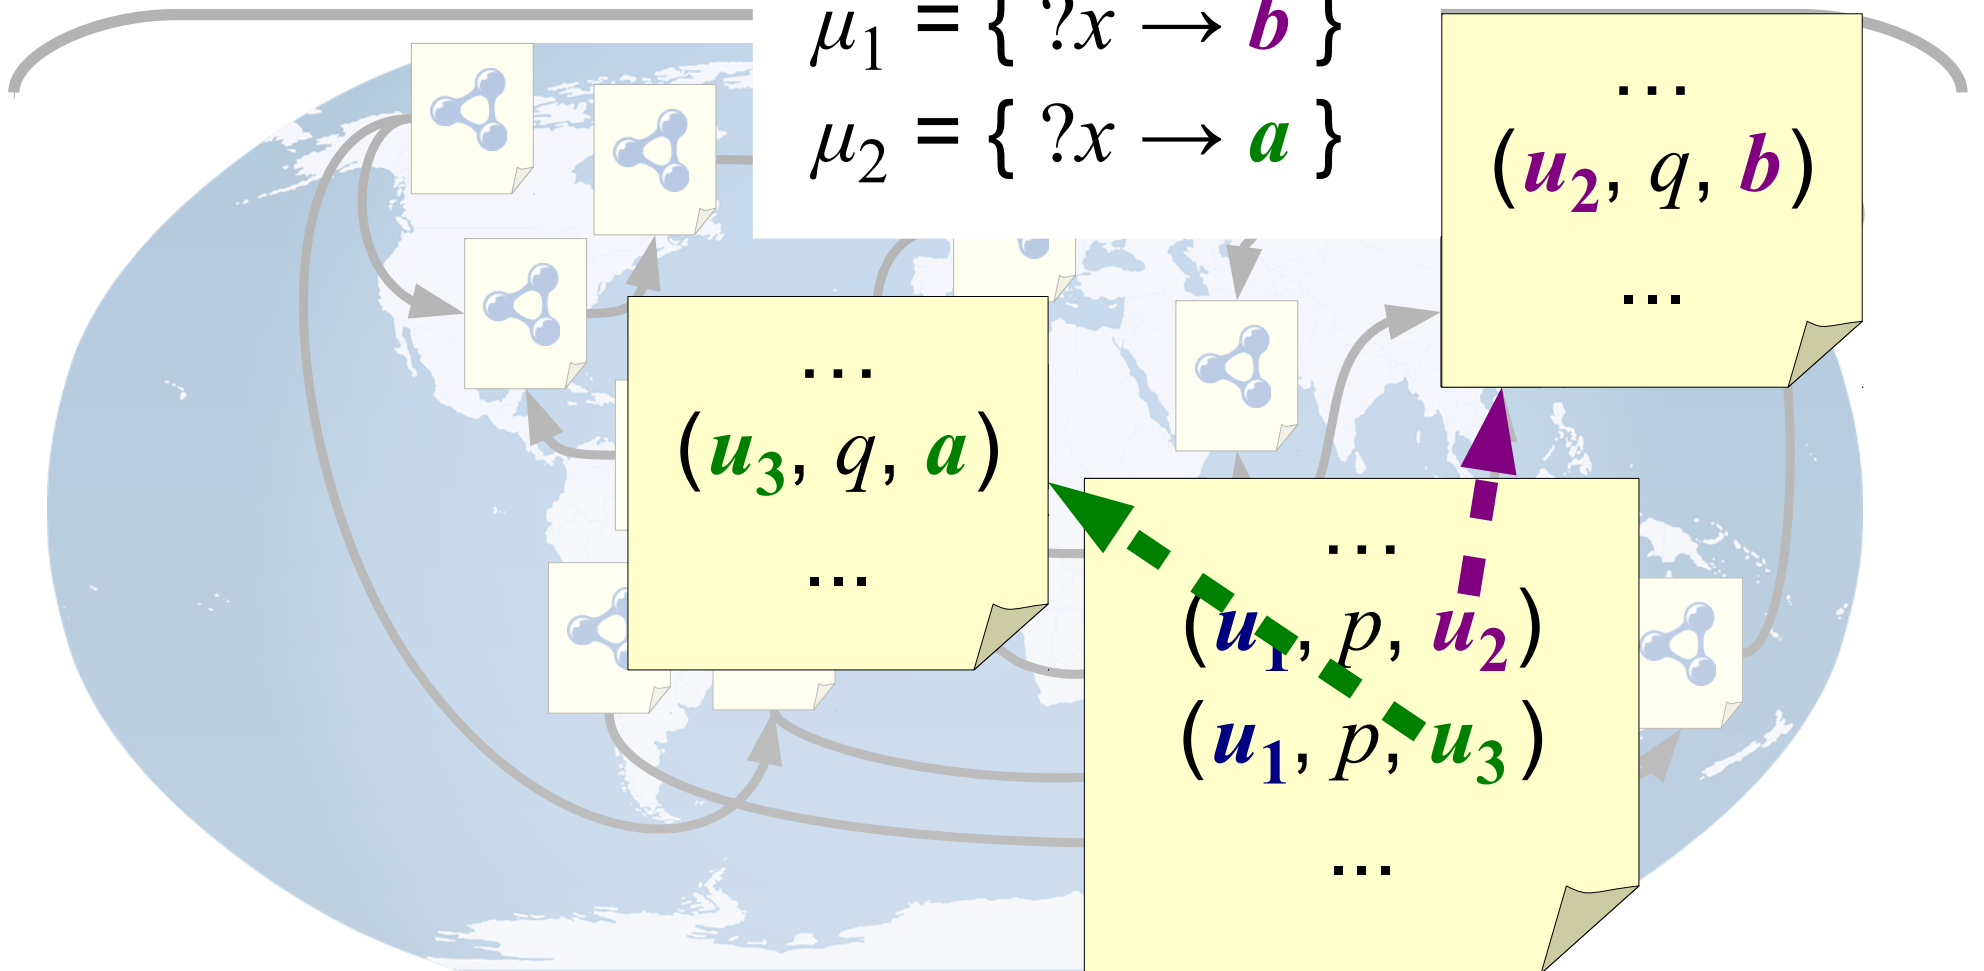 μ₁ = { ?x → b }
μ₂ = { ?x → a }
...
(u₂, q, b)
...
...
(u₃, q, a)
...
...
(u₁, p, u₂)
(u₁, p, u₃)
...